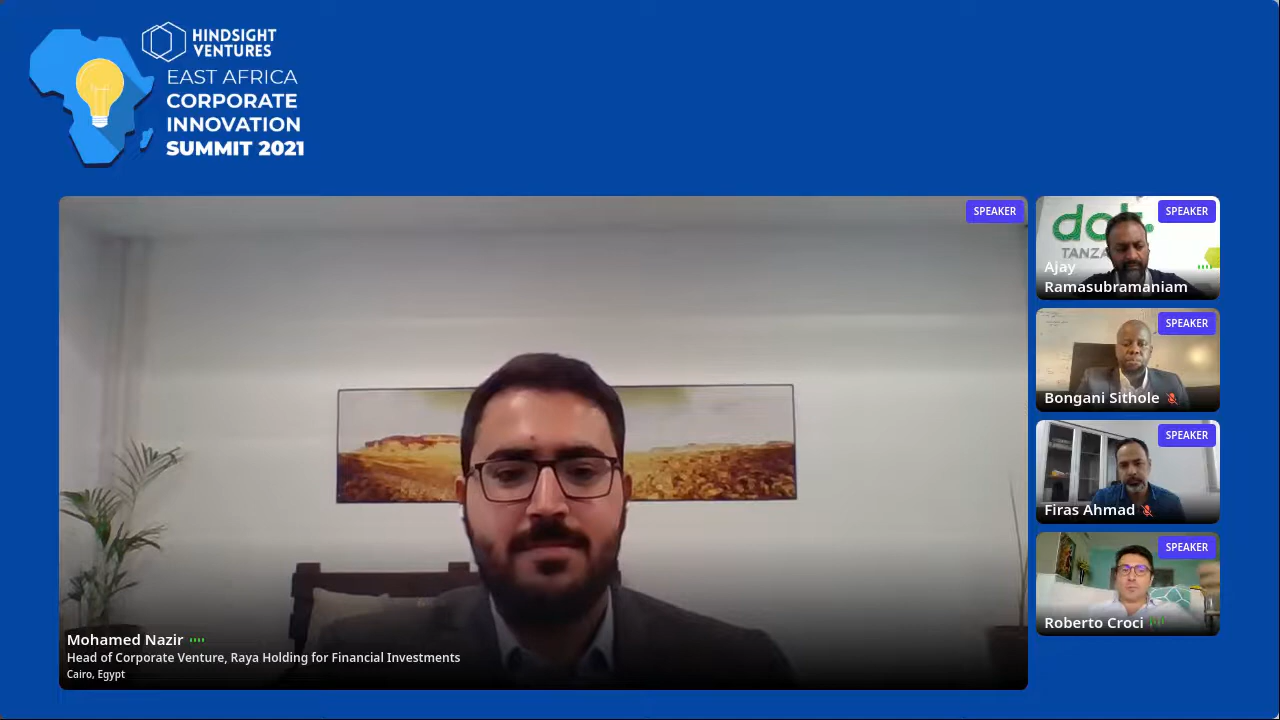 HINDSIGHT
VENTURES
EAST AFRICA
CORPORATE
INNOVATION
SUMMIT 2021
SPEAKER
Mohamed Nazir
Head of Corporate Venture, Raya Holding for Financial Investments
Cairo, Egypt
SPEAKER
Ajay
Ramasubramaniam
SPEAKER
Bongani Sithole
SPEAKER
Firas Ahmad
SPEAKER
Roberto Croci